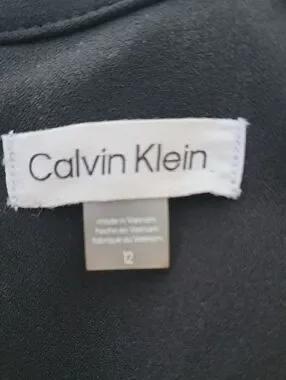 Calvin Klein
made in Vietnam
Hecho en Vietnam
Fabriqué au Vietnam
12